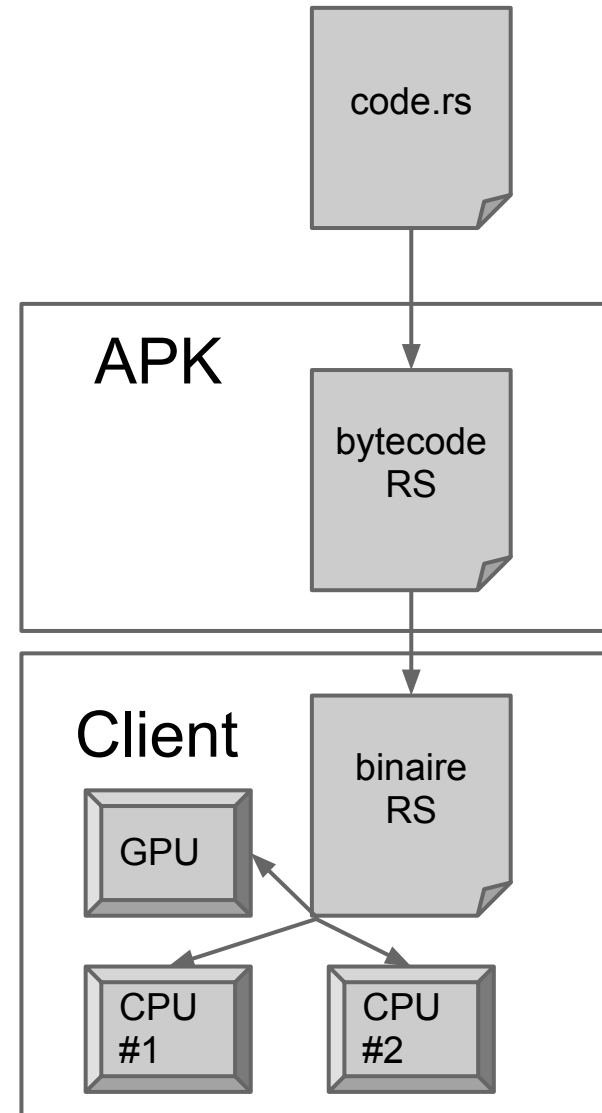 code.rs
APK
bytecode
RS
Client
binaire
RS
GPU
CPU
#1
CPU
#2